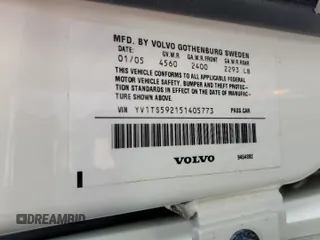 MFD. BY VOLVO GOTHENBURG SWEDEN
DATE: GV.W.R GA.W.R.FRONT GA.W.R REAR
01/05 4560 2400 2293 LB
THIS VEHICLE CONFORMS TO ALL APPLICABLE FEDERAL
MOTOR VEHICLE SAFETY, BUMPER AND THEFT PROTEC-
TION STANDARDS IN EFFECT ON THE DATE OF MANUFAC-
TURE SHOWN ABOVE.
VIN YV1TS592151405773 PASS CAR
VOLVO
DREAMBID